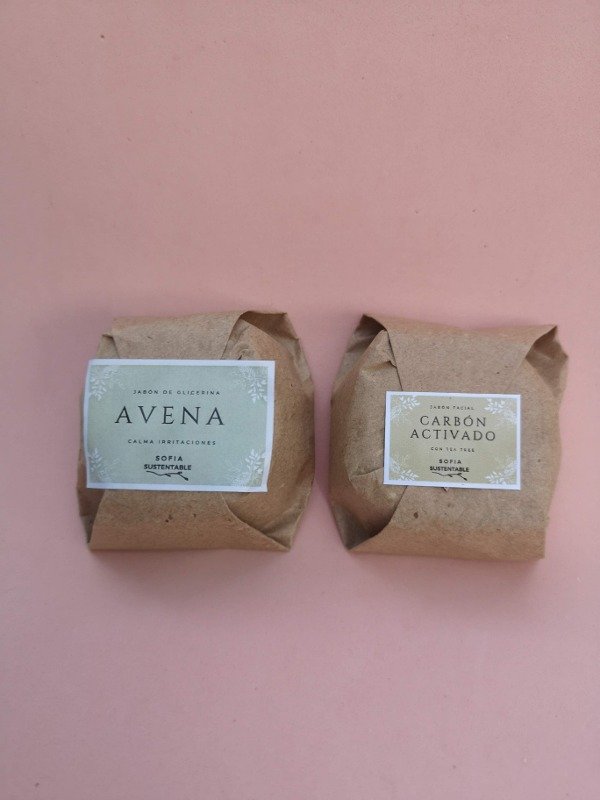 JABÓN DE GLICERINA
AVENA
CALMA IRRITACIONES
SOFIA
SUSTENTABLE
JABÓN FACIAL
CARBÓN
ACTIVADO
CON TEA TREE
SOFIA
SUSTENTABLE